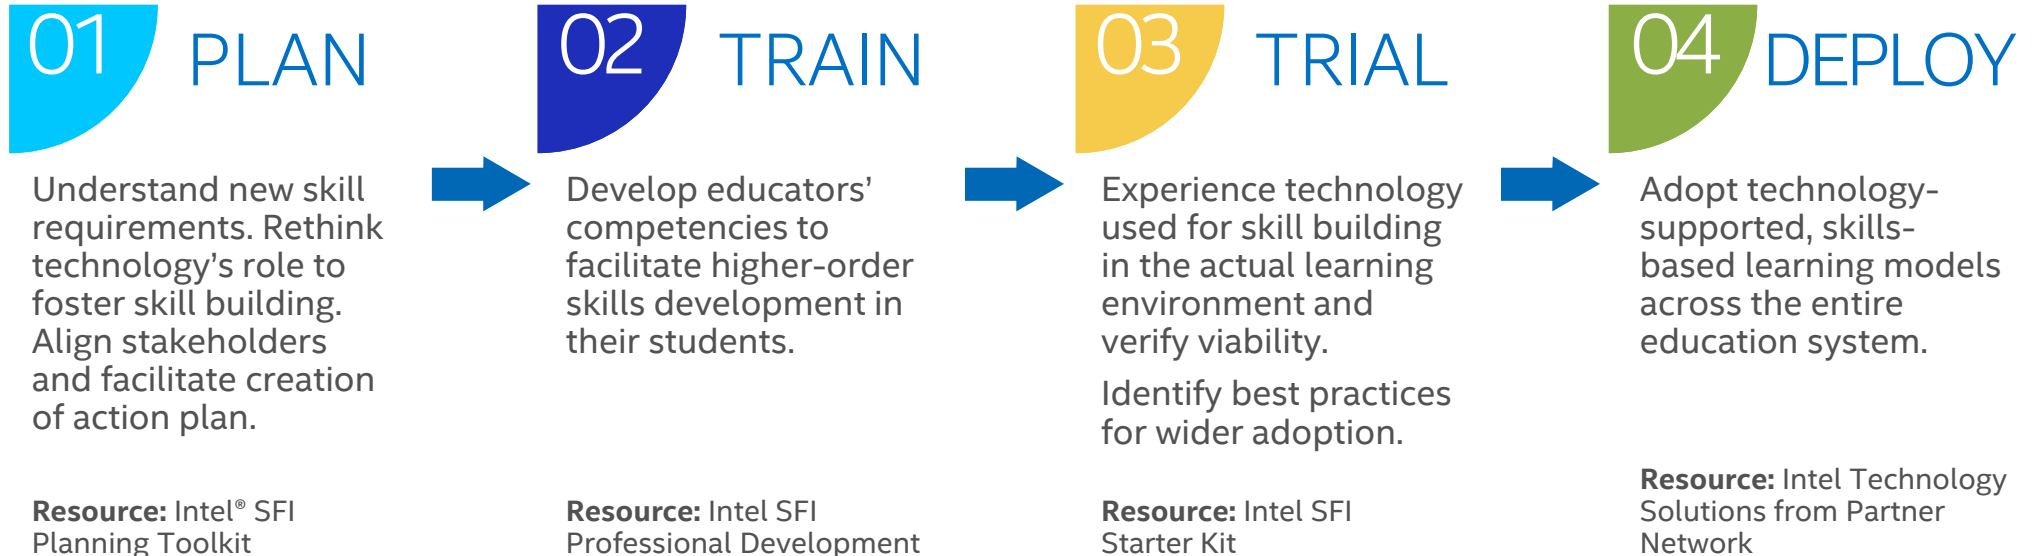 01 PLAN
Understand new skill
requirements. Rethink
technology’s role to
foster skill building.
Align stakeholders
and facilitate creation
of action plan.
Resource: Intel® SFI
Planning Toolkit
02 TRAIN
Develop educators’
competencies to
facilitate higher-order
skills development in
their students.
Resource: Intel SFI
Professional Development
03 TRIAL
Experience technology
used for skill building
in the actual learning
environment and
verify viability.
Identify best practices
for wider adoption.
Resource: Intel SFI
Starter Kit
04 DEPLOY
Adopt technology-
supported, skills-
based learning models
across the entire
education system.
Resource: Intel Technology
Solutions from Partner
Network